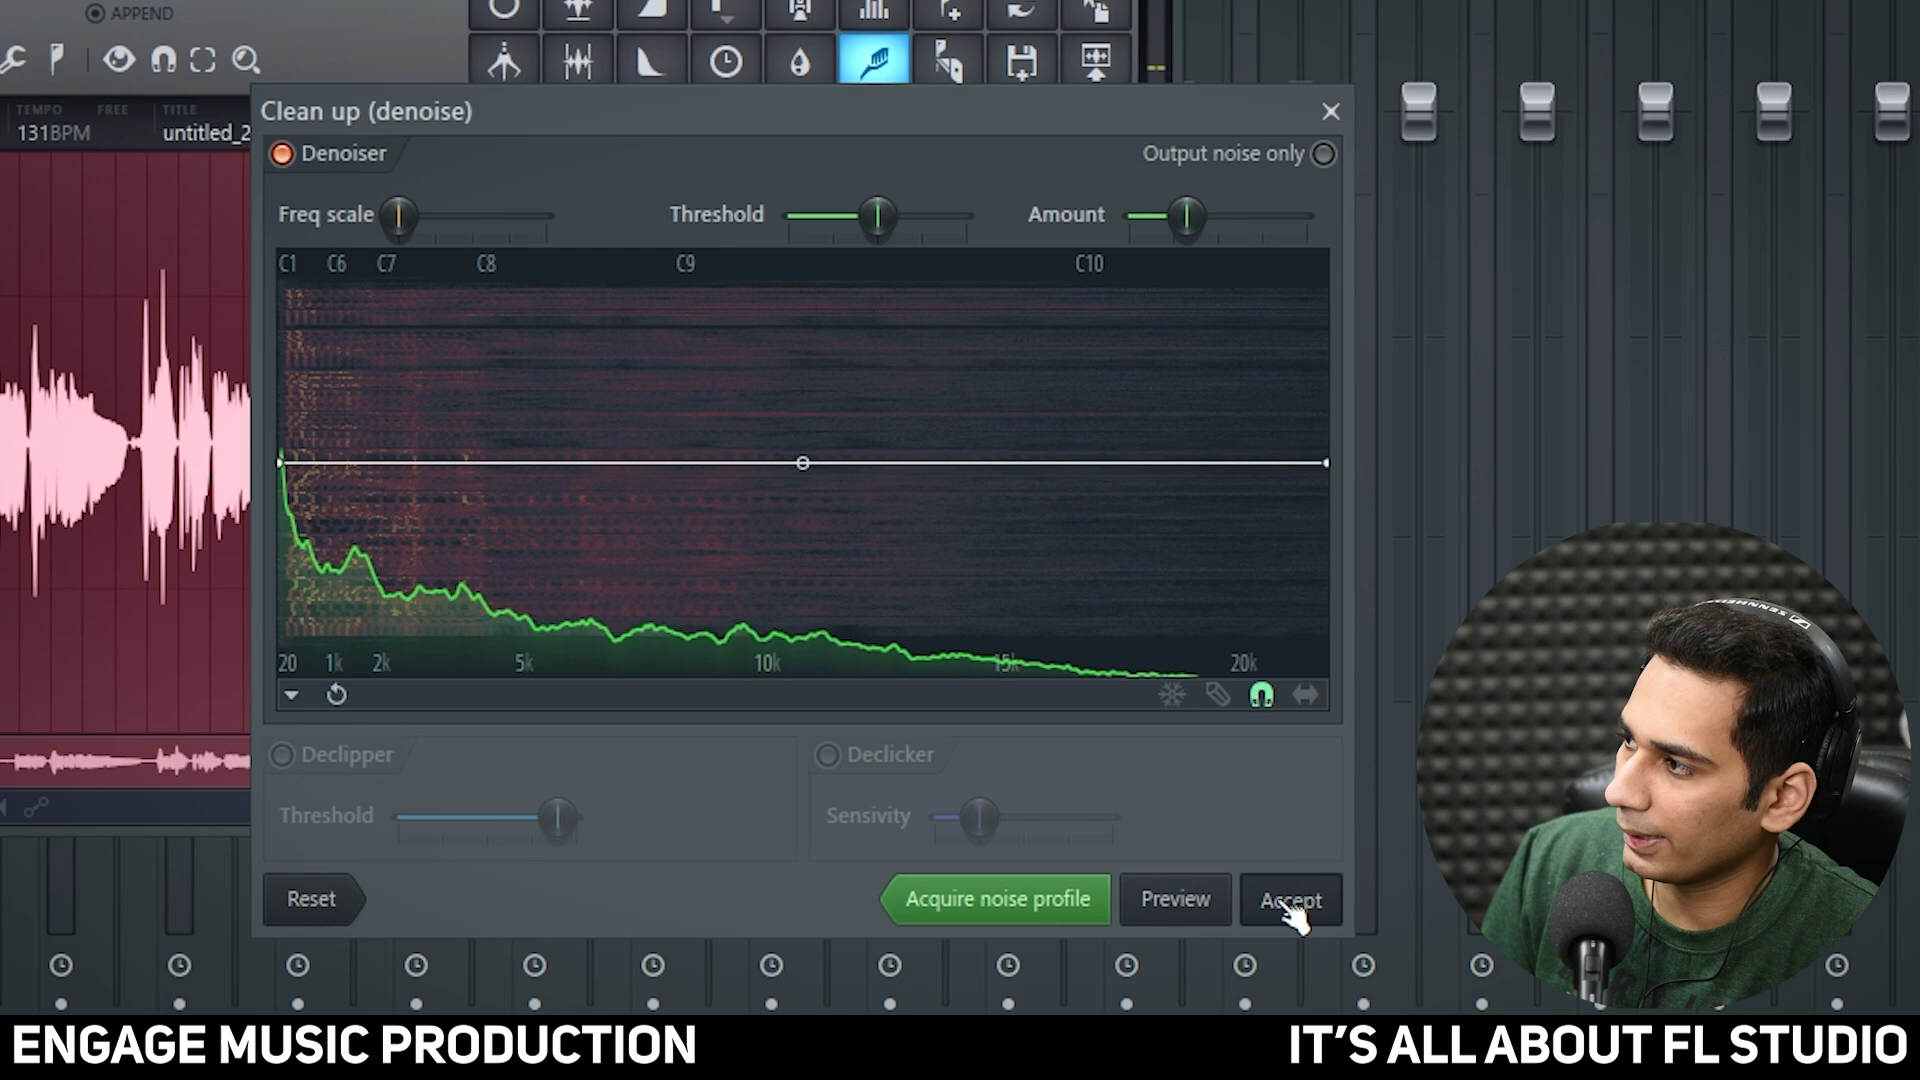 APPEND
TEMPO FREE TITLE
131BPM untitled_2
Clean up (denoise)
Denoiser Output noise only
Freq scale Threshold Amount
C1 C6 C7 C8 C9 C10
20 1k 2k 5k 10k 15k 20k
Declipper Declicker
Threshold Sensivity
Reset Acquire noise profile Preview Accept
SENNHEISER
ENGAGE MUSIC PRODUCTION IT'S ALL ABOUT FL STUDIO